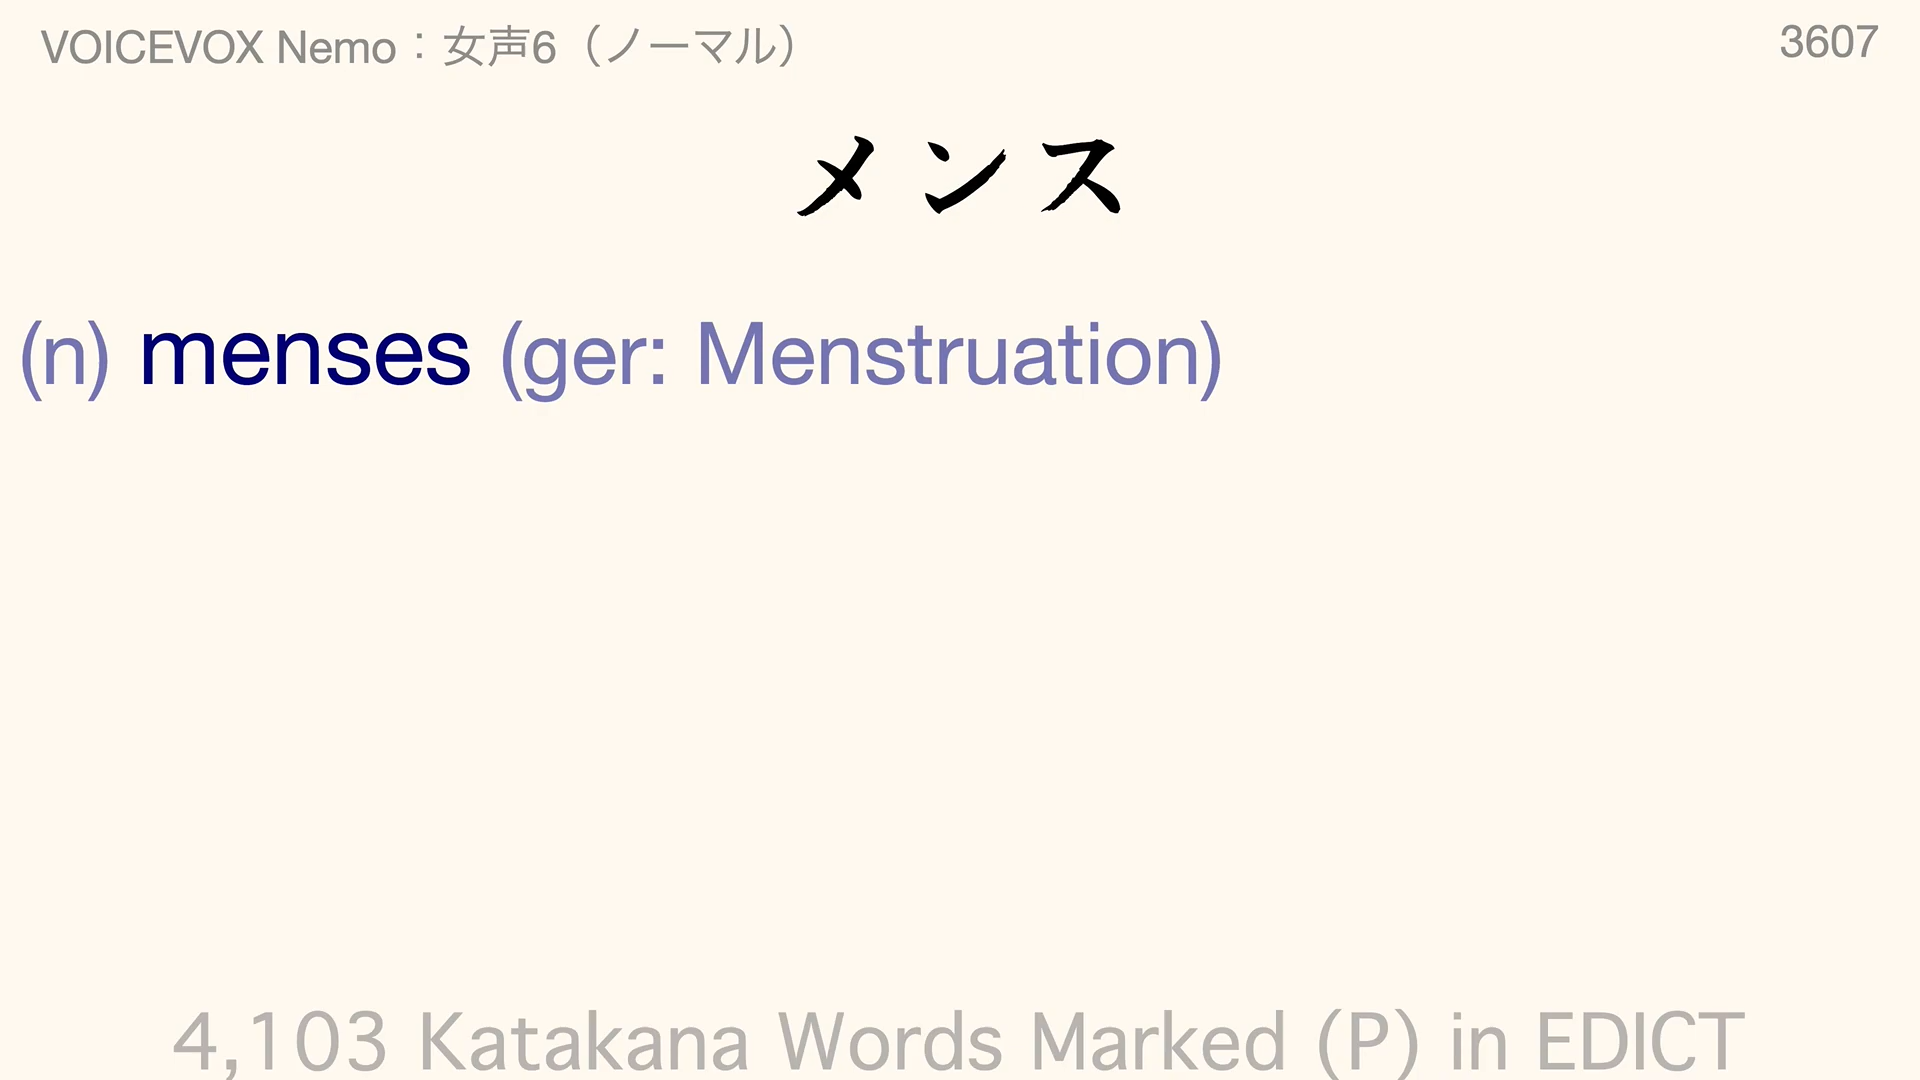 VOICEVOX Nemo：女声6（ノーマル）
3607
メンス
(n) menses (ger: Menstruation)
4,103 Katakana Words Marked (P) in EDICT